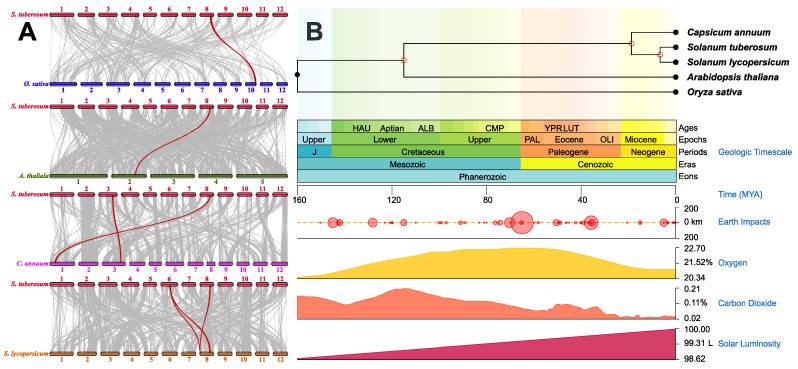 A
S. tuberosum
1 2 3 4 5 6 7 8 9 10 11 12
O. sativa
1 2 3 4 5 6 7 8 9 10 11 12
S. tuberosum
1 2 3 4 5 6 7 8 9 10 11 12
A. thaliala
1 2 3 4 5
S. tuberosum
1 2 3 4 5 6 7 8 9 10 11 12
C. annuum
1 2 3 4 5 6 7 8 9 10 11 12
S. tuberosum
1 2 3 4 5 6 7 8 9 10 11 12
S. lycopersicum
1 2 3 4 5 6 7 8 9 10 11 12
B
Capsicum annuum
Solanum tuberosum
Solanum lycopersicum
Arabidopsis thaliana
Oryza sativa
HAU Aptian ALB CMP YPR LUT Ages
Upper Lower Upper PAL Eocene OLI Miocene Epochs
J Cretaceous Paleogene Neogene Periods
Geologic Timescale
Mesozoic Cenozoic Eras
Phanerozoic Eons
160 120 80 40 0
Time (MYA)
200
0 km
200
Earth Impacts
22.70
21.52%
20.34
Oxygen
0.21
0.11%
0.02
Carbon Dioxide
100.00
99.31 L
98.62
Solar Luminosity